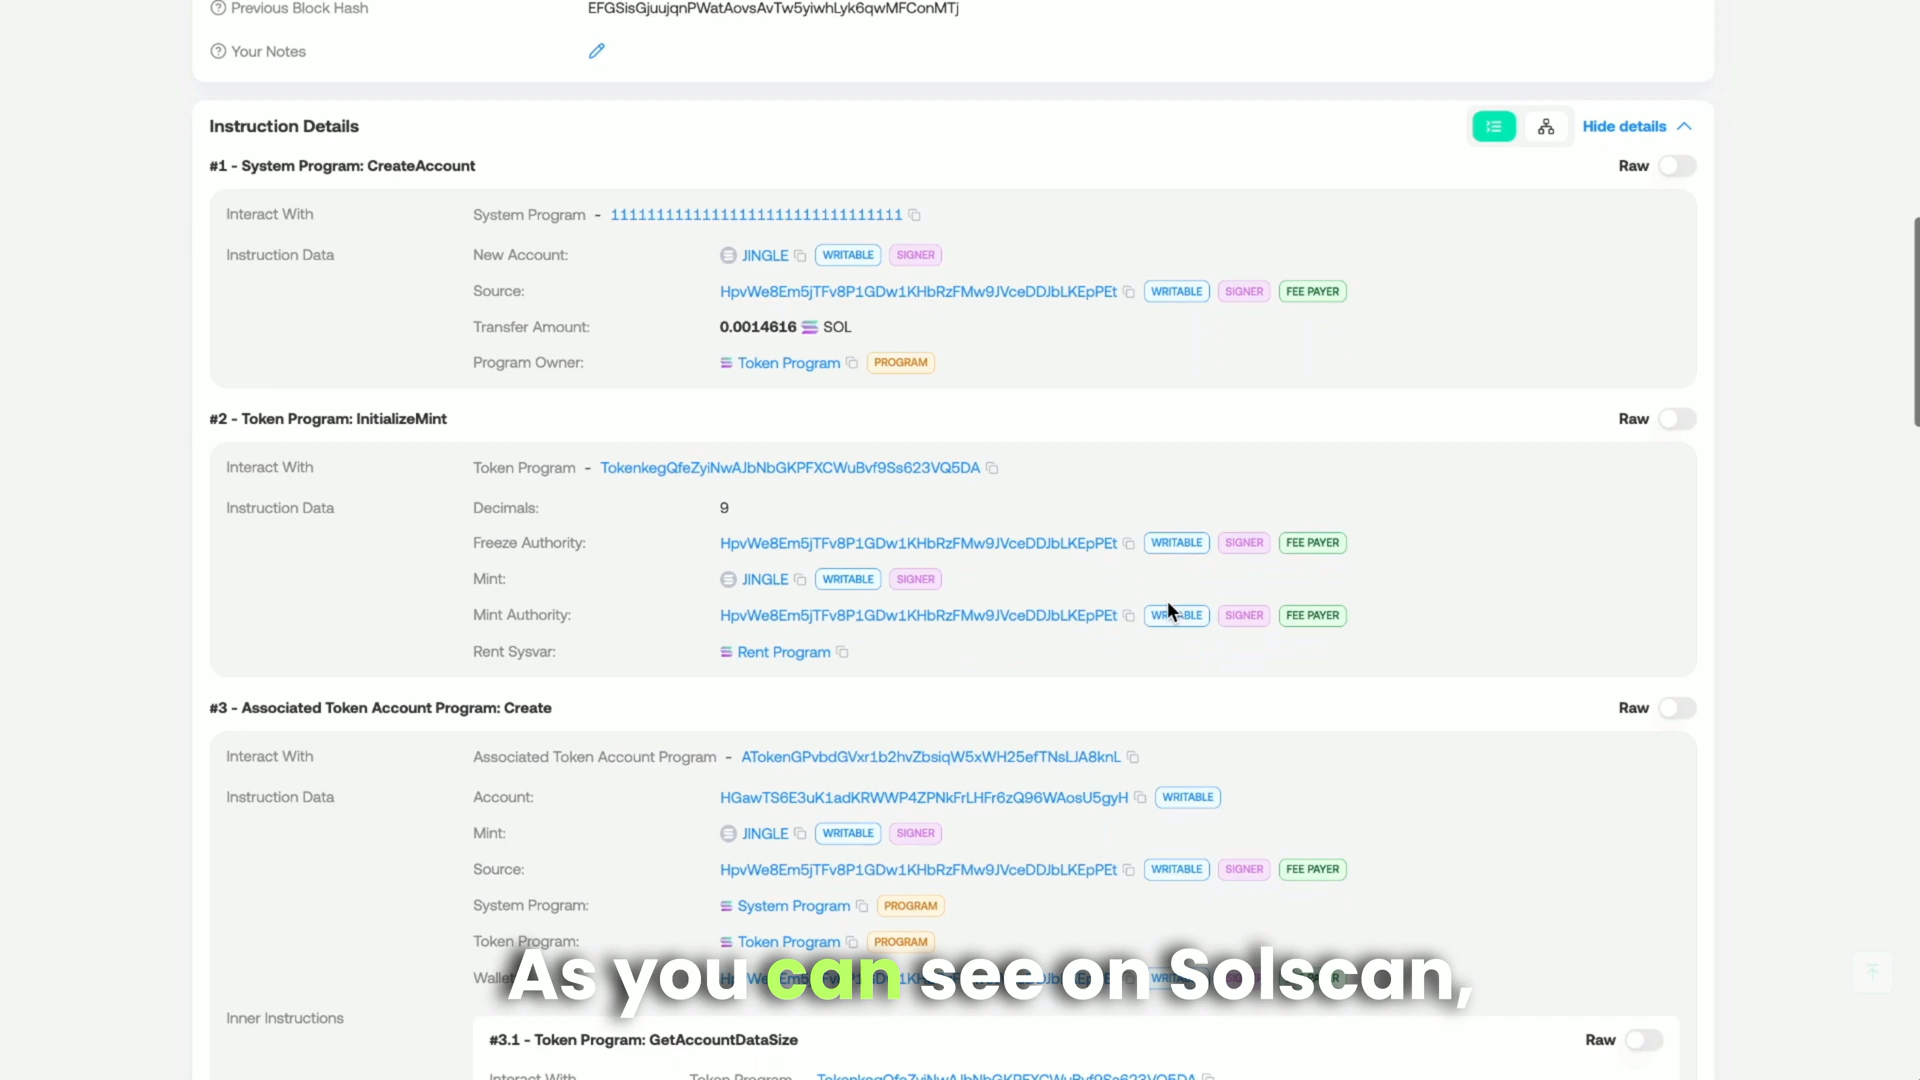 Previous Block Hash EFGSisGjuujqnPWatAovsAvTw5yiwhLyk6qwMFConMTj
Your Notes
Instruction Details Hide details
#1 - System Program: CreateAccount Raw
Interact With System Program - 11111111111111111111111111111111
Instruction Data New Account: JINGLE WRITABLE SIGNER
Source: HpvWe8Em5jTFv8P1GDw1KHbRzFMw9JVceDDJbLKEpPEt WRITABLE SIGNER FEE PAYER
Transfer Amount: 0.0014616 SOL
Program Owner: Token Program PROGRAM
#2 - Token Program: InitializeMint Raw
Interact With Token Program - TokenkegQfeZyiNwAJbNbGKPFXCWuBvf9Ss623VQ5DA
Instruction Data Decimals: 9
Freeze Authority: HpvWe8Em5jTFv8P1GDw1KHbRzFMw9JVceDDJbLKEpPEt WRITABLE SIGNER FEE PAYER
Mint: JINGLE WRITABLE SIGNER
Mint Authority: HpvWe8Em5jTFv8P1GDw1KHbRzFMw9JVceDDJbLKEpPEt WRITABLE SIGNER FEE PAYER
Rent Sysvar: Rent Program
#3 - Associated Token Account Program: Create Raw
Interact With Associated Token Account Program - ATokenGPvbdGVxr1b2hvZbsiqW5xWH25efTNsLJA8knL
Instruction Data Account: HGawTS6E3uK1adKRWWP4ZPNkFrLHFr6zQ96WAosU5gyH WRITABLE
Mint: JINGLE WRITABLE SIGNER
Source: HpvWe8Em5jTFv8P1GDw1KHbRzFMw9JVceDDJbLKEpPEt WRITABLE SIGNER FEE PAYER
System Program: System Program PROGRAM
Token Program: Token Program PROGRAM
As you can see on Solscan,
Inner Instructions
#3.1 - Token Program: GetAccountDataSize Raw
Interact With Token Program - TokenkegQfeZyiNwAJbNbGKPFXCWuBvf9Ss623VQ5DA